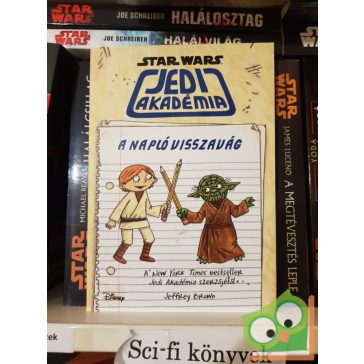 STAR WARS JOE SCHREIBER HALÁLOSZTAG
STAR WARS JOE SCHREIBER HALÁLVILÁG
STAR WARS
JEDI
AKADÉMIA
A NAPLÓ VISSZAVÁG
A New York Times bestseller
Jedi Akadémia szerzőjétől...
Jeffrey Brown
Disney
STAR WARS MICHAEL REAVES HALÁLCSILLAG
STAR WARS JAMES LUCENO A MEGTÉVESZTÉS LEPLE
YODA
Sci-fi könyvek